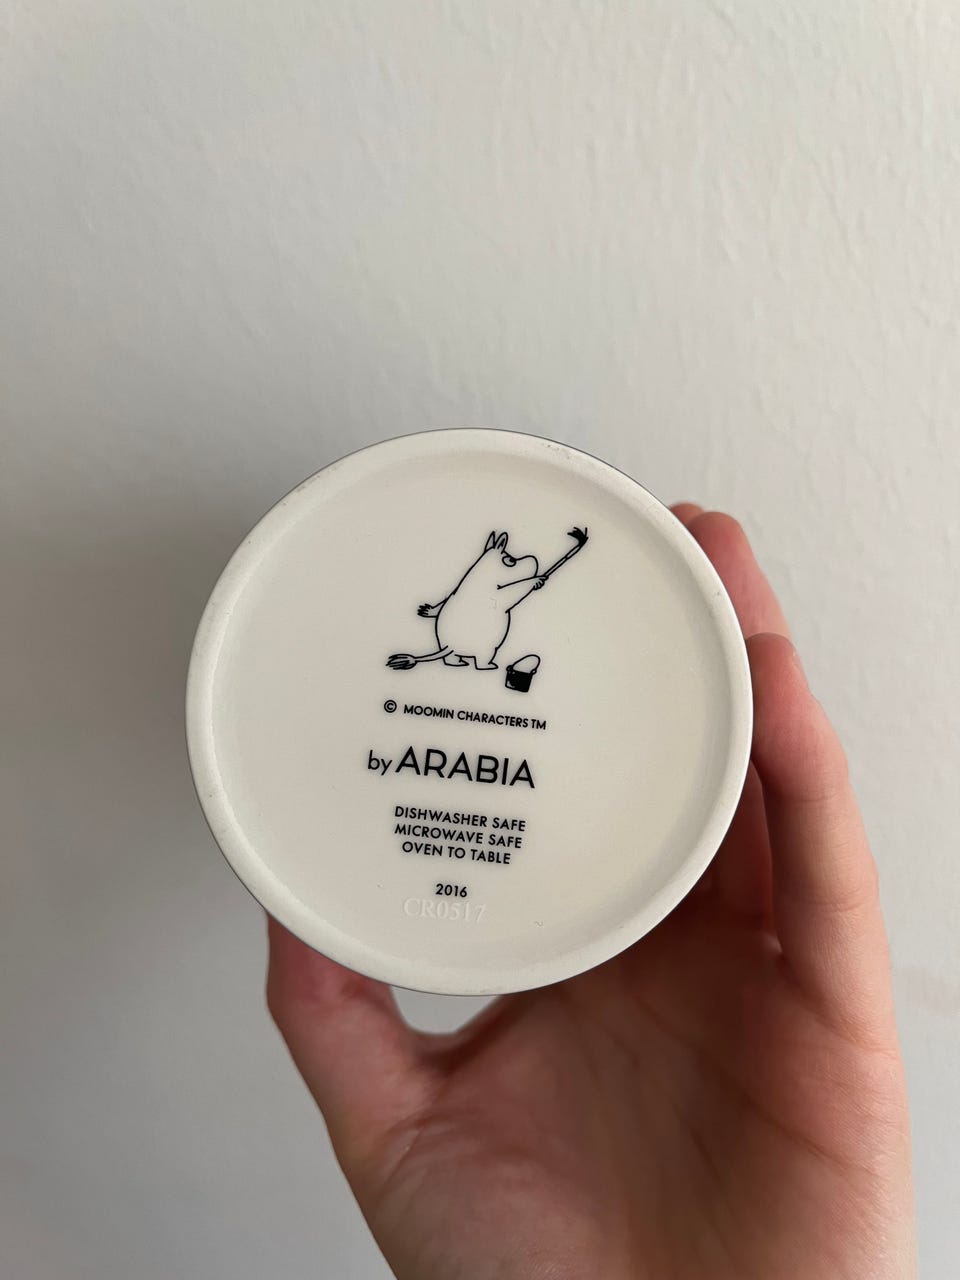 © MOOMIN CHARACTERS TM
by ARABIA
DISHWASHER SAFE
MICROWAVE SAFE
OVEN TO TABLE
2016
CR0517